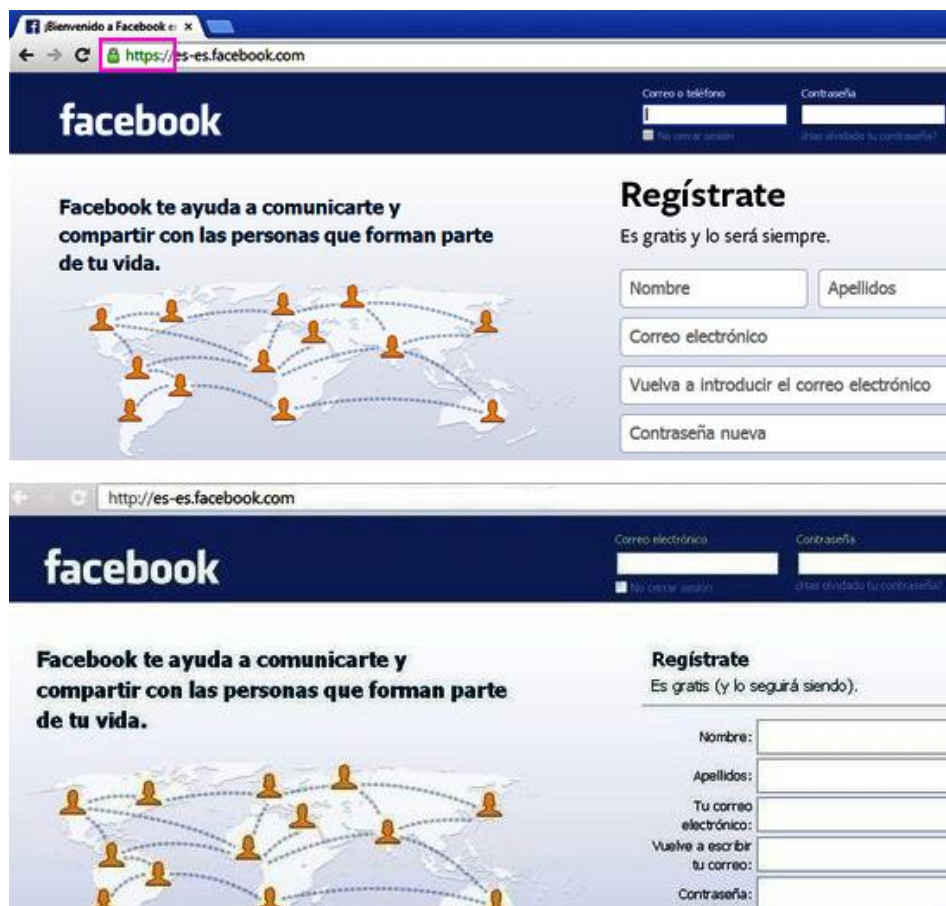 ¡Bienvenido a Facebook e
https://es-es.facebook.com
facebook
Correo o teléfono
Contraseña
No cerrar sesión
¿Has olvidado tu contraseña?
Facebook te ayuda a comunicarte y
compartir con las personas que forman parte
de tu vida.
Regístrate
Es gratis y lo será siempre.
Nombre
Apellidos
Correo electrónico
Vuelva a introducir el correo electrónico
Contraseña nueva
http://es-es.facebook.com
facebook
Correo electrónico
Contraseña
No cerrar sesión
¿Has olvidado tu contraseña?
Facebook te ayuda a comunicarte y
compartir con las personas que forman parte
de tu vida.
Regístrate
Es gratis (y lo seguirá siendo).
Nombre:
Apellidos:
Tu correo
electrónico:
Vuelve a escribir
tu correo:
Contraseña: